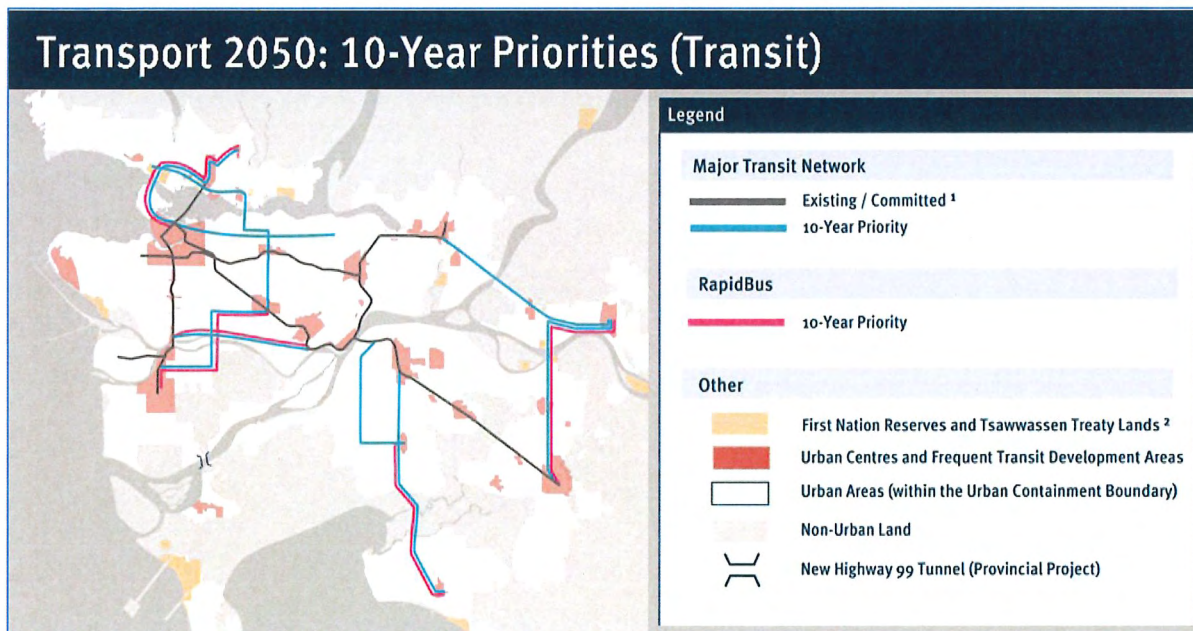 Transport 2050: 10-Year Priorities (Transit)
Legend
Major Transit Network
Existing / Committed ¹
10-Year Priority
RapidBus
10-Year Priority
Other
First Nation Reserves and Tsawwassen Treaty Lands ²
Urban Centres and Frequent Transit Development Areas
Urban Areas (within the Urban Containment Boundary)
Non-Urban Land
New Highway 99 Tunnel (Provincial Project)